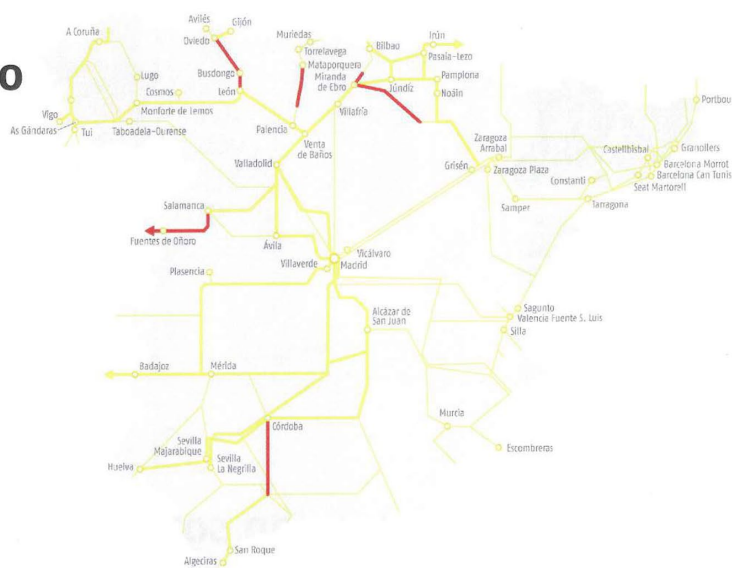 O
A Coruña
Avilés
Gijón
Oviedo
Muriedas
Torrelavega
Bilbao
Irún
Pasaia-Lezo
Lugo
Cosmos
Busdongo
León
Mataporquera
Miranda
de Ebro
Júndiz
Pamplona
Noáin
Portbou
Vigo
As Gándaras
Tui
Monforte de Lemos
Taboadela-Ourense
Palencia
Venta
de Baños
Villafría
Valladolid
Zaragoza
Arrabal
Grisén
Zaragoza Plaza
Castellbisbal
Granollers
Barcelona Morrot
Barcelona Can Tunis
Seat Martorell
Constantí
Samper
Tarragona
Salamanca
Fuentes de Oñoro
Ávila
Vicálvaro
Villaverde
Madrid
Plasencia
Alcázar de
San Juan
Sagunto
Valencia Fuente S. Luis
Silla
Badajoz
Mérida
Murcia
Escombreras
Córdoba
Sevilla
Majarabique
Sevilla
La Negrilla
Huelva
San Roque
Algeciras